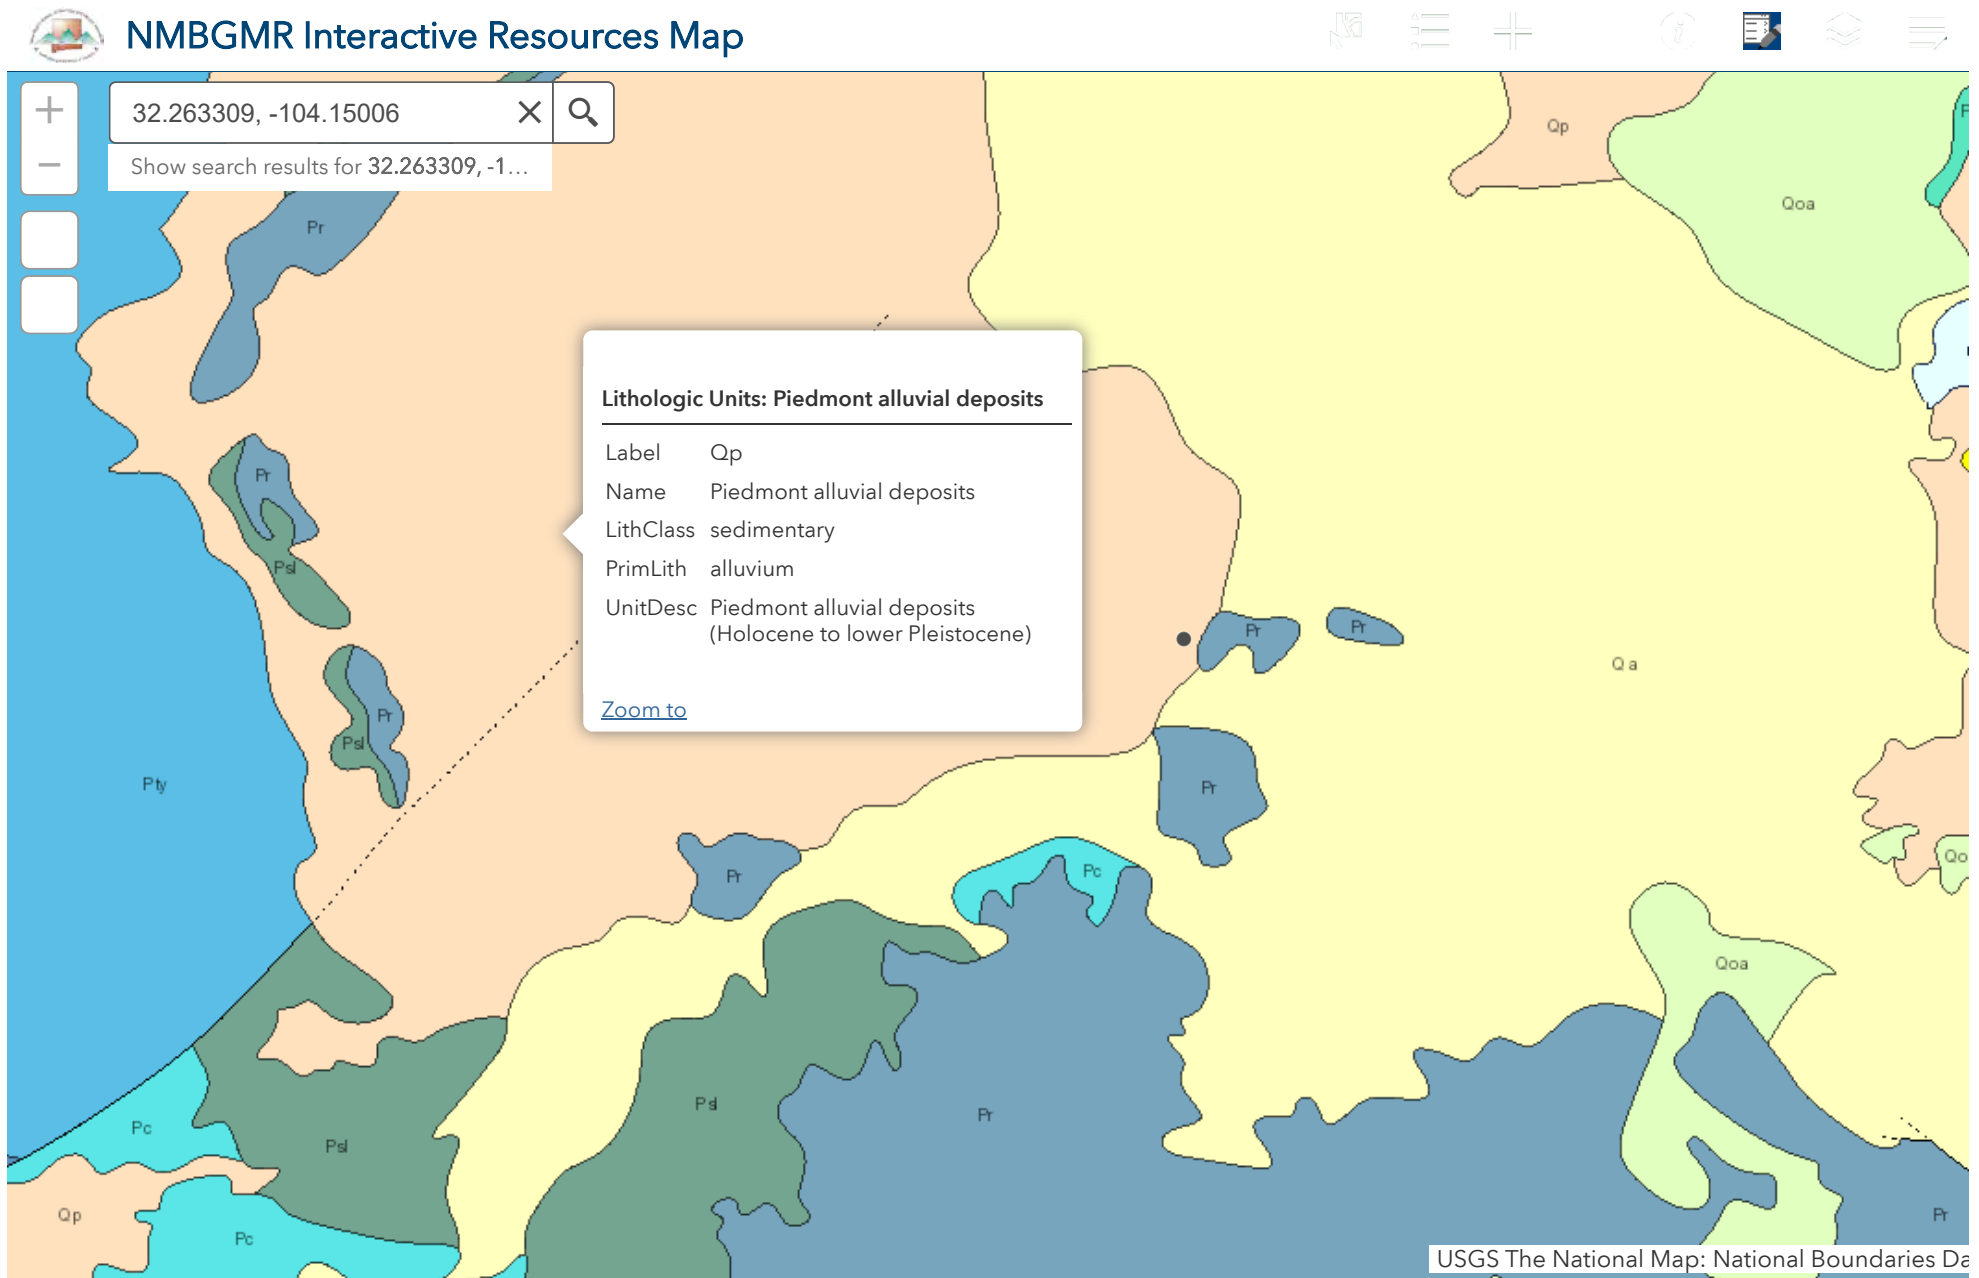 NMBGMR Interactive Resources Map
32.263309, -104.15006
Show search results for 32.263309, -1...
Qp
Qoa
Pr
Lithologic Units: Piedmont alluvial deposits
Label Qp
Name Piedmont alluvial deposits
LithClass sedimentary
PrimLith alluvium
UnitDesc Piedmont alluvial deposits
(Holocene to lower Pleistocene)
Zoom to
Pr
Psl
Pr
Pr
Qa
Pr
Psl
Pty
Pr
Pr
Pc
Qo
Qoa
Psl
Pr
Pc
Psl
Qp
Pc
Pr
USGS The National Map: National Boundaries Da